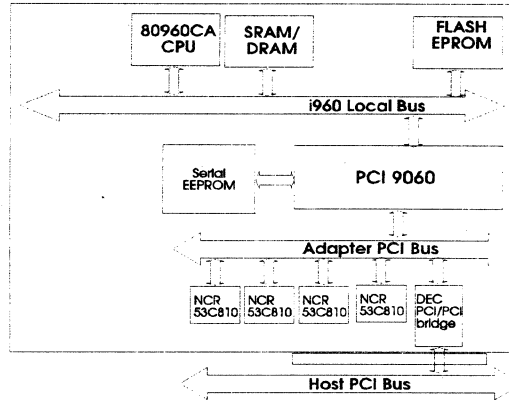 80960CA
CPU
SRAM/
DRAM
FLASH
EPROM
i960 Local Bus
Serial
EEPROM
PCI 9060
Adapter PCI Bus
NCR
53C810
NCR
53C810
NCR
53C810
NCR
53C810
DEC
PCI/PCI
bridge
Host PCI Bus